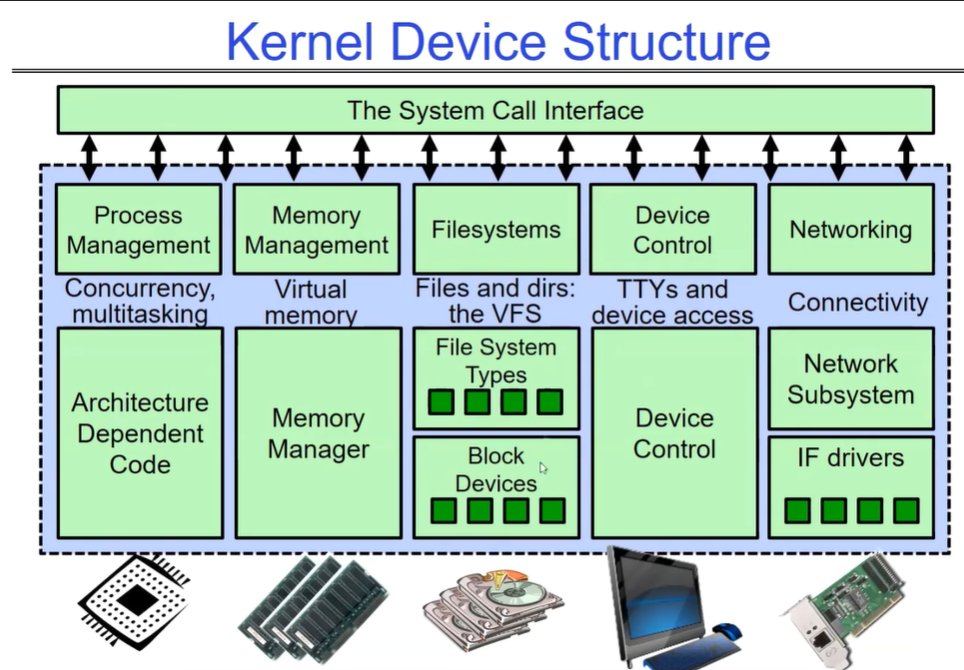 Kernel Device Structure
The System Call Interface
Process
Management
Memory
Management
Filesystems
Device
Control
Networking
Concurrency,
multitasking
Virtual
memory
Files and dirs:
the VFS
TTYs and
device access
Connectivity
Architecture
Dependent
Code
Memory
Manager
File System
Types
Block
Devices
Device
Control
Network
Subsystem
IF drivers